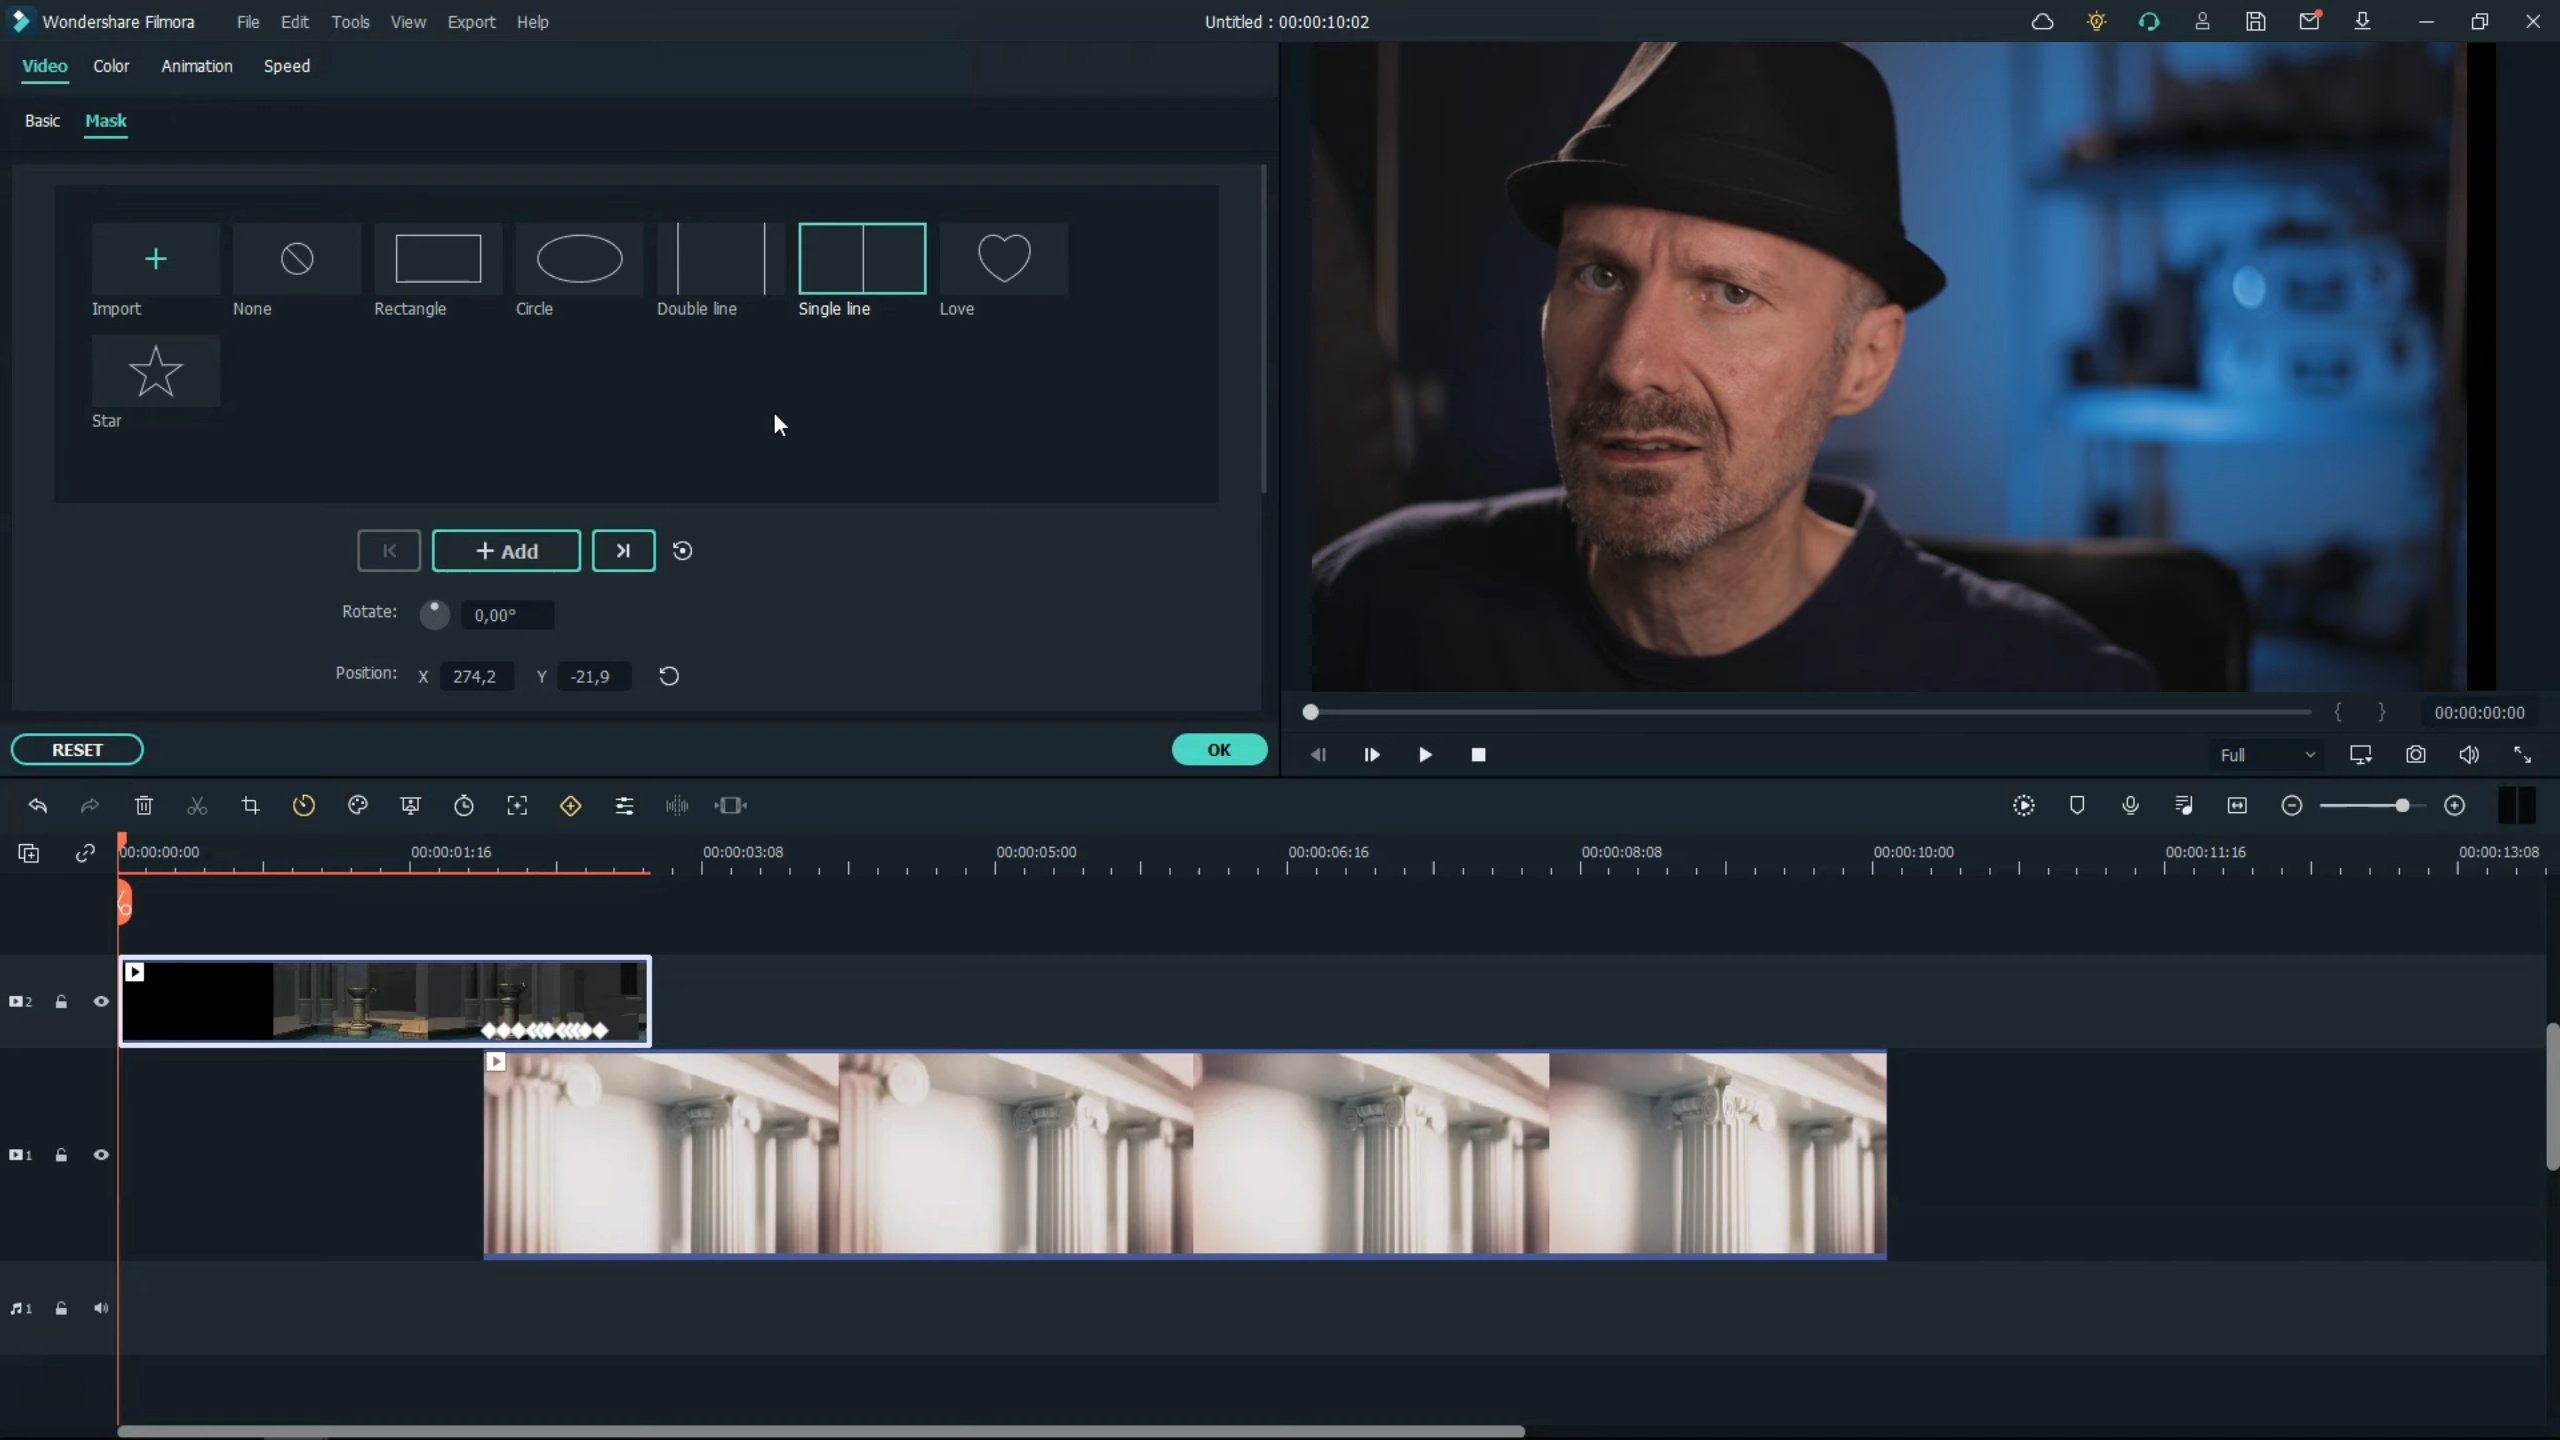 Wondershare Filmora File Edit Tools View Export Help Untitled : 00:00:10:02
Video Color Animation Speed
Basic Mask
Import None Rectangle Circle Double line Single line Love
Star
+ Add
Rotate: 0,00°
Position: X 274,2 Y -21,9
RESET OK
{ } 00:00:00:00
Full
00:00:00:00 00:00:01:16 00:00:03:08 00:00:05:00 00:00:06:16 00:00:08:08 00:00:10:00 00:00:11:16 00:00:13:08
2
1
1